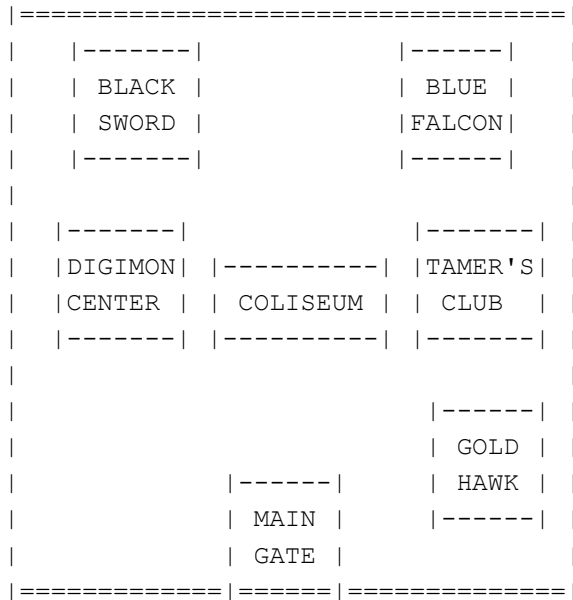 |================================|
|   |-------|            |------|  |
|   | BLACK |            | BLUE |  |
|   | SWORD |            |FALCON|  |
|   |-------|            |------|  |
|                                |
|  |-------|              |-------| |
|  |DIGIMON| |----------| |TAMER'S| |
|  |CENTER | | COLISEUM | | CLUB  | |
|  |-------| |----------| |-------| |
|                                |
|                         |------| |
|                         | GOLD | |
|            |------|     | HAWK | |
|            | MAIN |     |------| |
|            | GATE |              |
|============|======|=============|